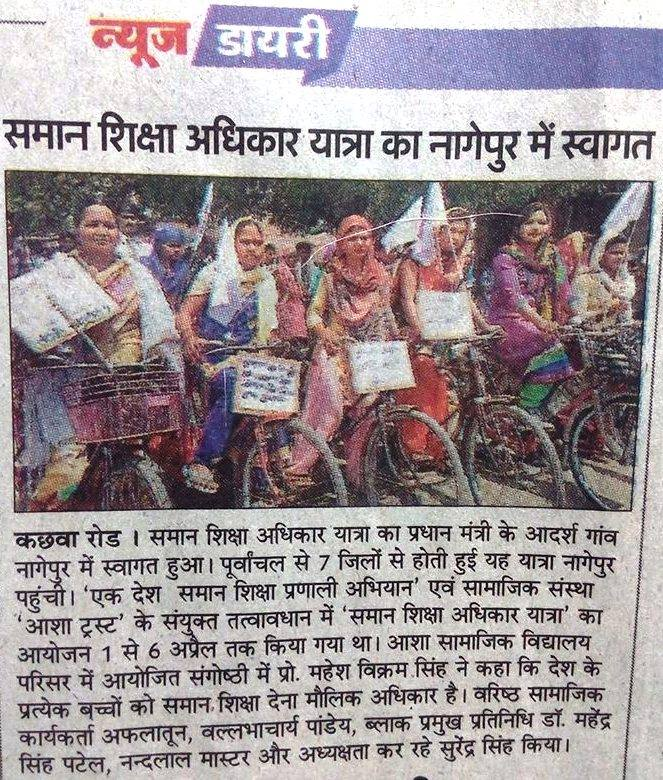 न्यूज डायरी
समान शिक्षा अधिकार यात्रा का नागेपुर में स्वागत
कछवा रोड । समान शिक्षा अधिकार यात्रा का प्रधान मंत्री के आदर्श गांव
नागेपुर में स्वागत हुआ। पूर्वांचल से 7 जिलों से होती हुई यह यात्रा नागेपुर
पहुंची। ‘एक देश समान शिक्षा प्रणाली अभियान’ एवं सामाजिक संस्था
‘आशा ट्रस्ट’ के संयुक्त तत्वावधान में ‘समान शिक्षा अधिकार यात्रा’ का
आयोजन 1 से 6 अप्रैल तक किया गया था। आशा सामाजिक विद्यालय
परिसर में आयोजित संगोष्ठी में प्रो. महेश विक्रम सिंह ने कहा कि देश के
प्रत्येक बच्चों को समान शिक्षा देना मौलिक अधिकार है। वरिष्ठ सामाजिक
कार्यकर्ता अफलातून, वल्लभाचार्य पांडेय, ब्लाक प्रमुख प्रतिनिधि डॉ. महेंद्र
सिंह पटेल, नन्दलाल मास्टर और अध्यक्षता कर रहे सुरेंद्र सिंह किया।